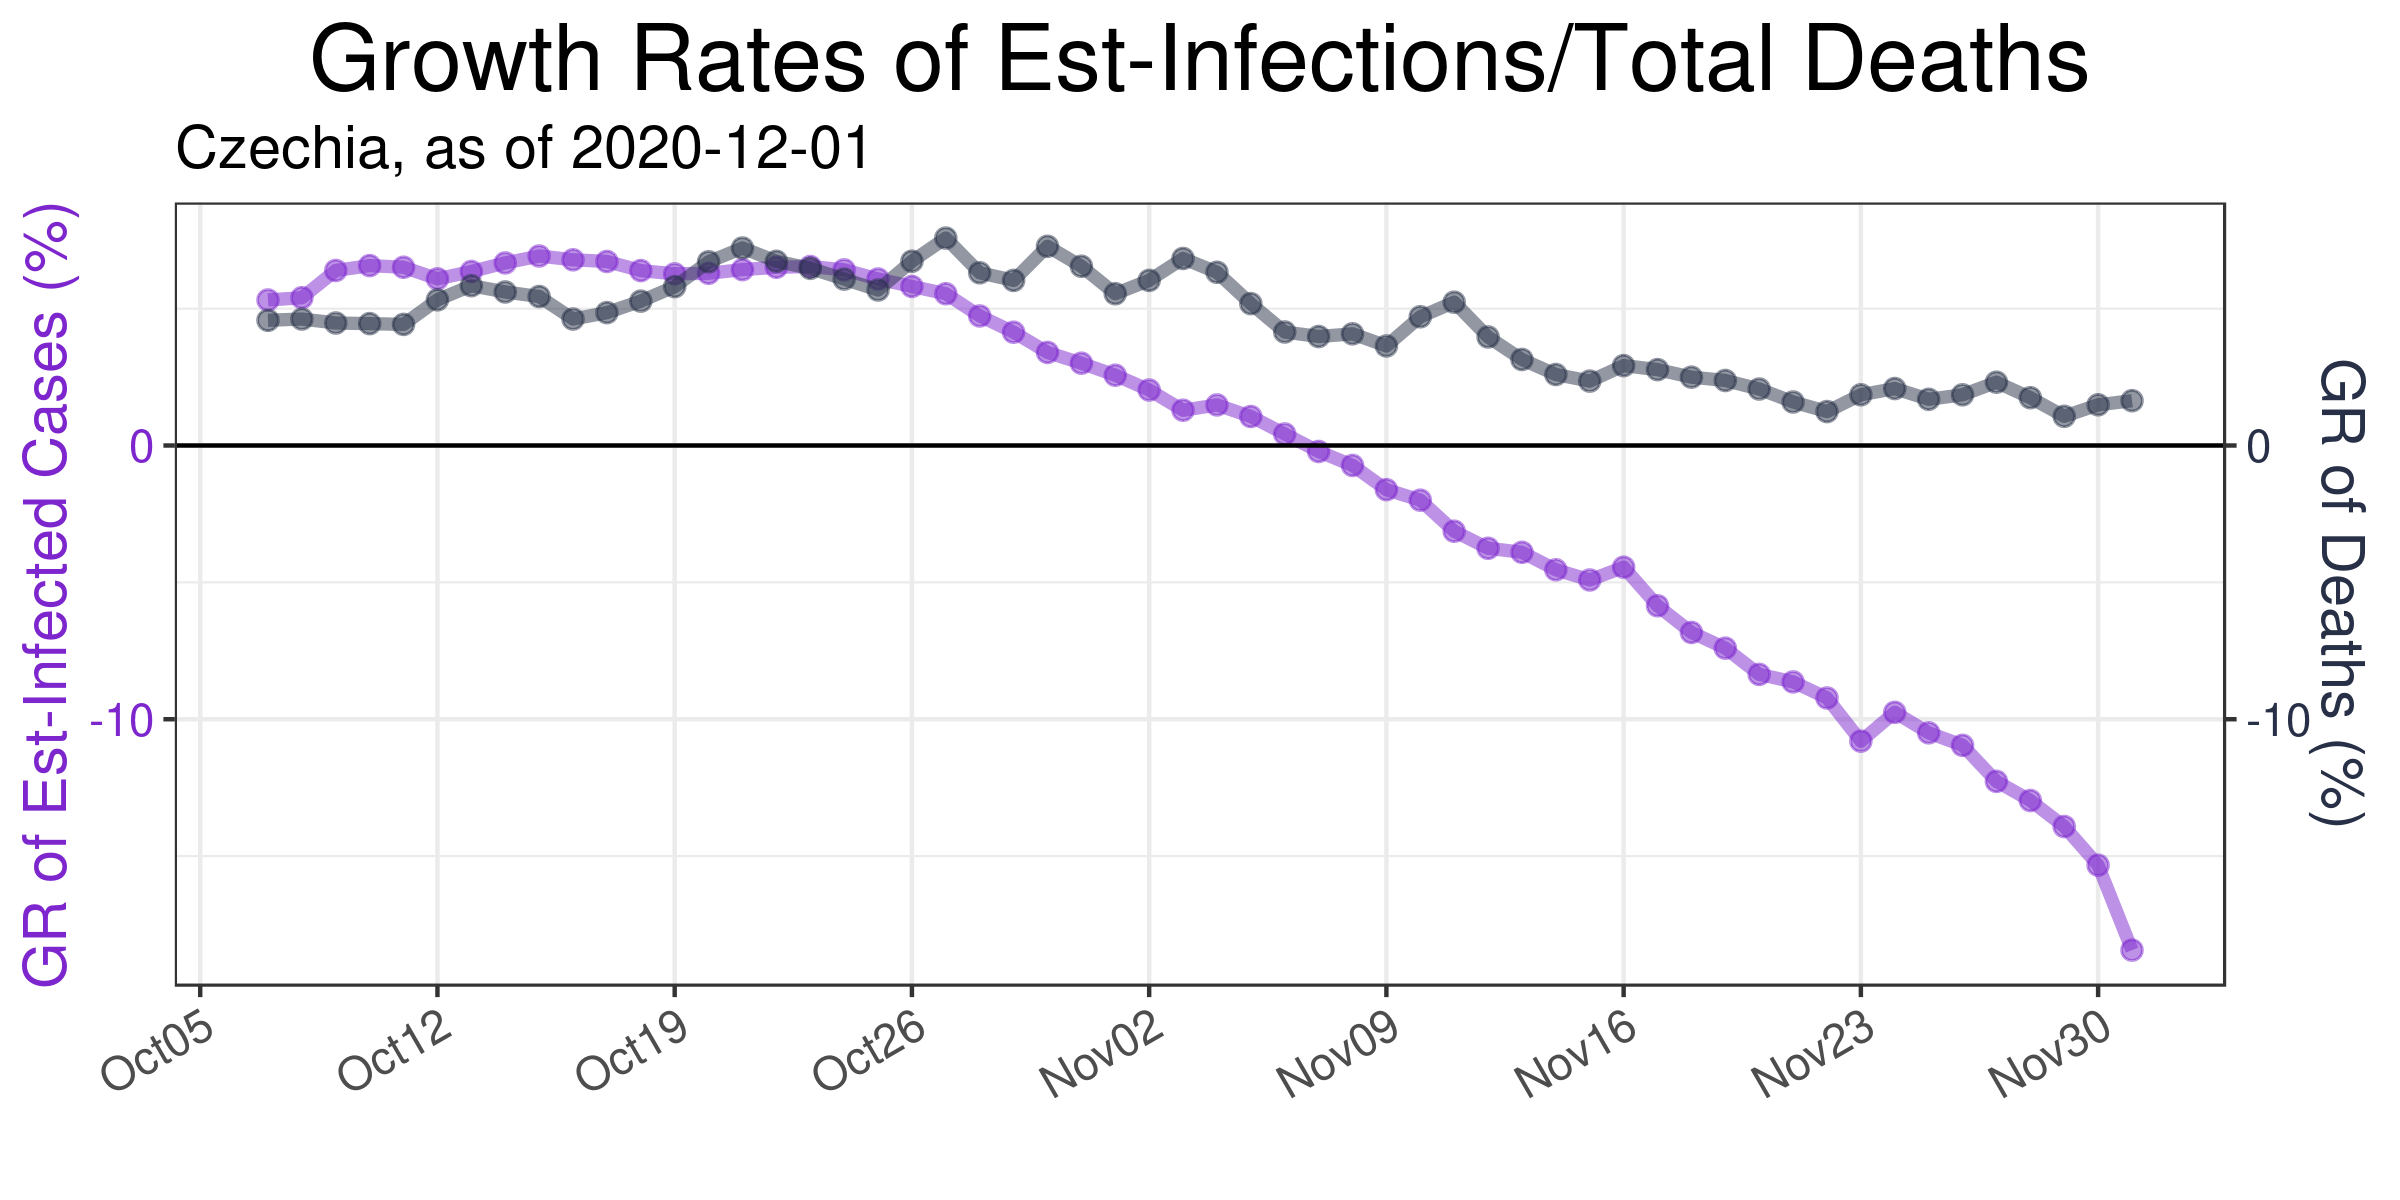 Growth Rates of Est-Infections/Total Deaths
Czechia, as of 2020-12-01
GR of Est-Infected Cases (%)
0
-10
0
-10
GR of Deaths (%)
Oct05
Oct12
Oct19
Oct26
Nov02
Nov09
Nov16
Nov23
Nov30